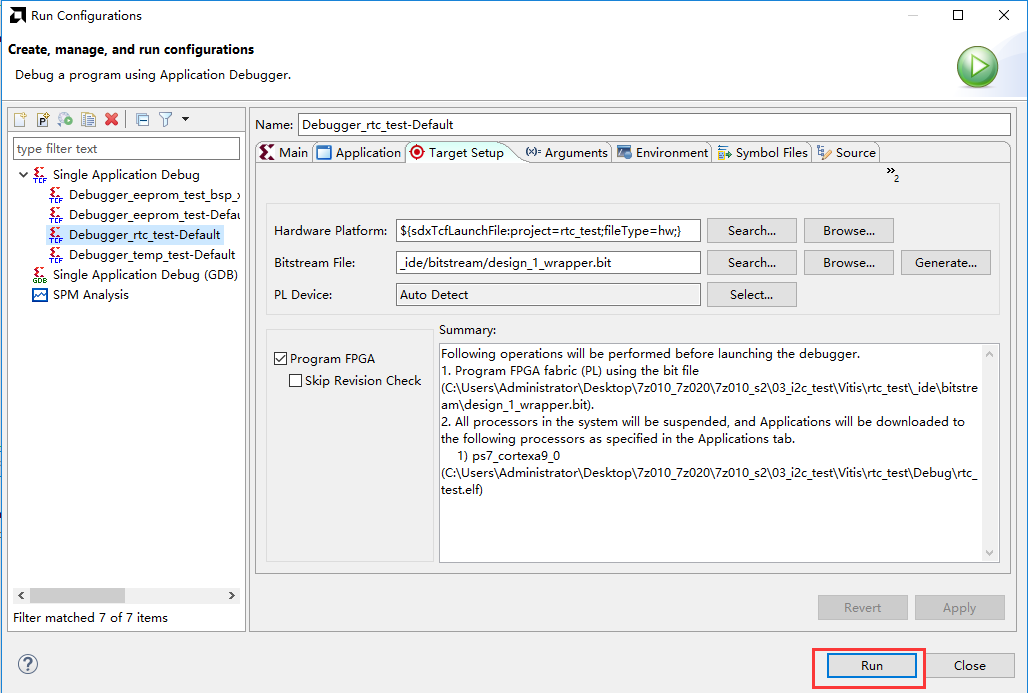 Run Configurations
Create, manage, and run configurations
Debug a program using Application Debugger.
type filter text
Single Application Debug
Debugger_eeprom_test_bsp_x
Debugger_eeprom_test-Defau
Debugger_rtc_test-Default
Debugger_temp_test-Default
Single Application Debug (GDB)
SPM Analysis
Filter matched 7 of 7 items
Name: Debugger_rtc_test-Default
Main Application Target Setup Arguments Environment Symbol Files Source
»2
Hardware Platform: ${sdxTcfLaunchFile:project=rtc_test;fileType=hw;} Search... Browse...
Bitstream File: _ide/bitstream/design_1_wrapper.bit Search... Browse... Generate...
PL Device: Auto Detect Select...
Program FPGA
Skip Revision Check
Summary:
Following operations will be performed before launching the debugger.
1. Program FPGA fabric (PL) using the bit file
(C:\Users\Administrator\Desktop\7z010_7z020\7z010_s2\03_i2c_test\Vitis\rtc_test\_ide\bitstre
am\design_1_wrapper.bit).
2. All processors in the system will be suspended, and Applications will be downloaded to
the following processors as specified in the Applications tab.
1) ps7_cortexa9_0
(C:\Users\Administrator\Desktop\7z010_7z020\7z010_s2\03_i2c_test\Vitis\rtc_test\Debug\rtc_
test.elf)
Revert Apply
Run Close